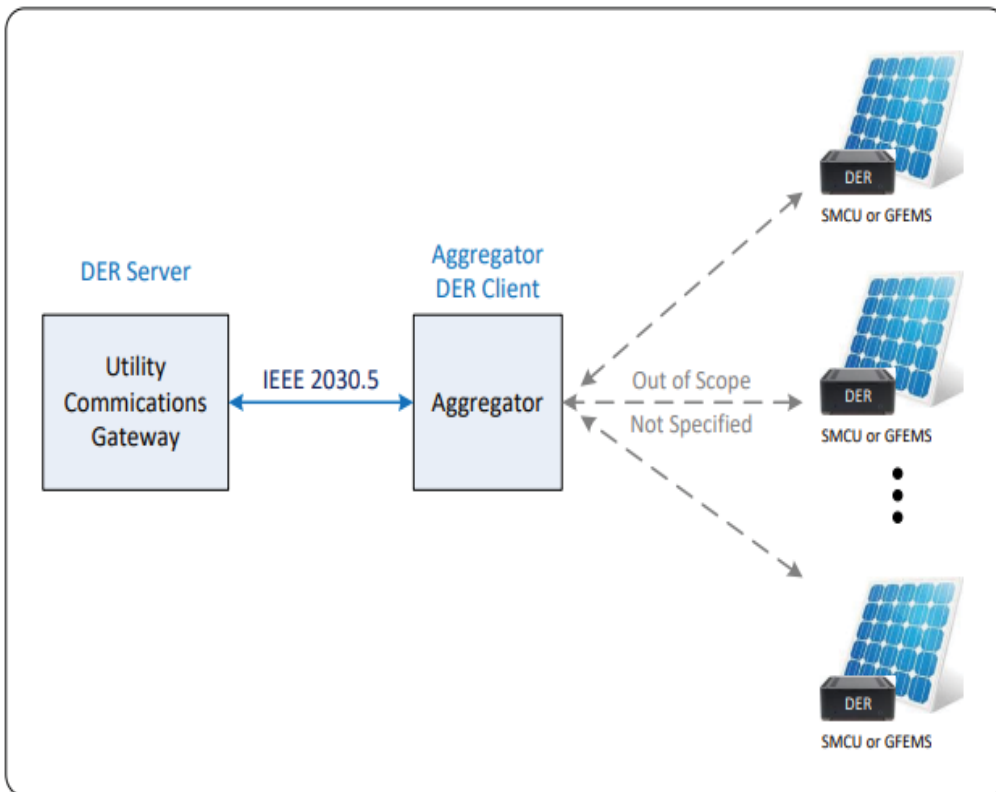 DER Server
Utility
Commications
Gateway
IEEE 2030.5
Aggregator
DER Client
Aggregator
Out of Scope
Not Specified
DER
SMCU or GFEMS
DER
SMCU or GFEMS
DER
SMCU or GFEMS